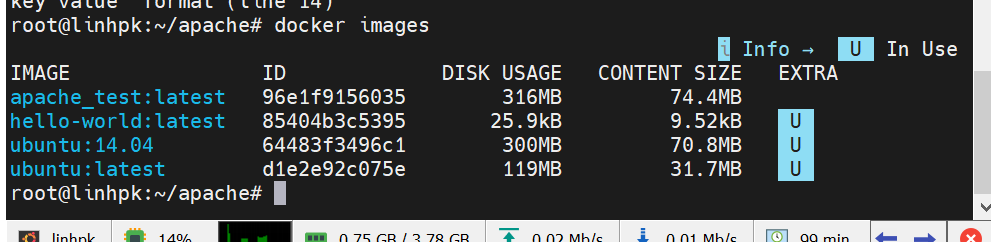 key value" format (line 14)
root@linhpk:~/apache# docker images
i Info → U In Use
IMAGE ID DISK USAGE CONTENT SIZE EXTRA
apache_test:latest 96e1f9156035 316MB 74.4MB
hello-world:latest 85404b3c5395 25.9kB 9.52kB U
ubuntu:14.04 64483f3496c1 300MB 70.8MB U
ubuntu:latest d1e2e92c075e 119MB 31.7MB U
root@linhpk:~/apache#
linhpk 14% 0.75 GB / 3.78 GB 0.02 Mb/s 0.01 Mb/s 99 min